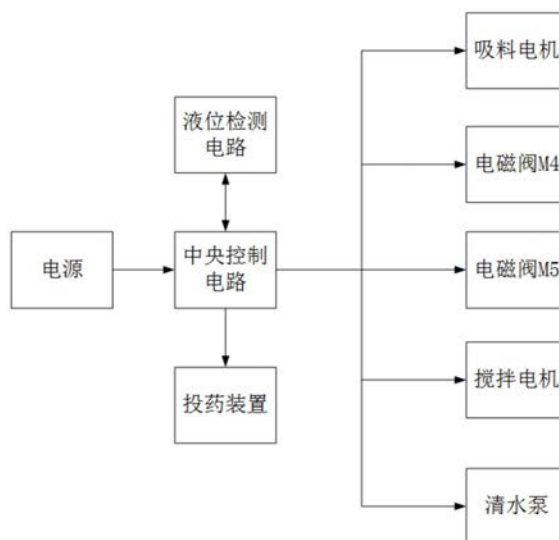 吸料电机
液位检测
电路
电磁阀M4
电源
中央控制
电路
电磁阀M5
投药装置
搅拌电机
清水泵